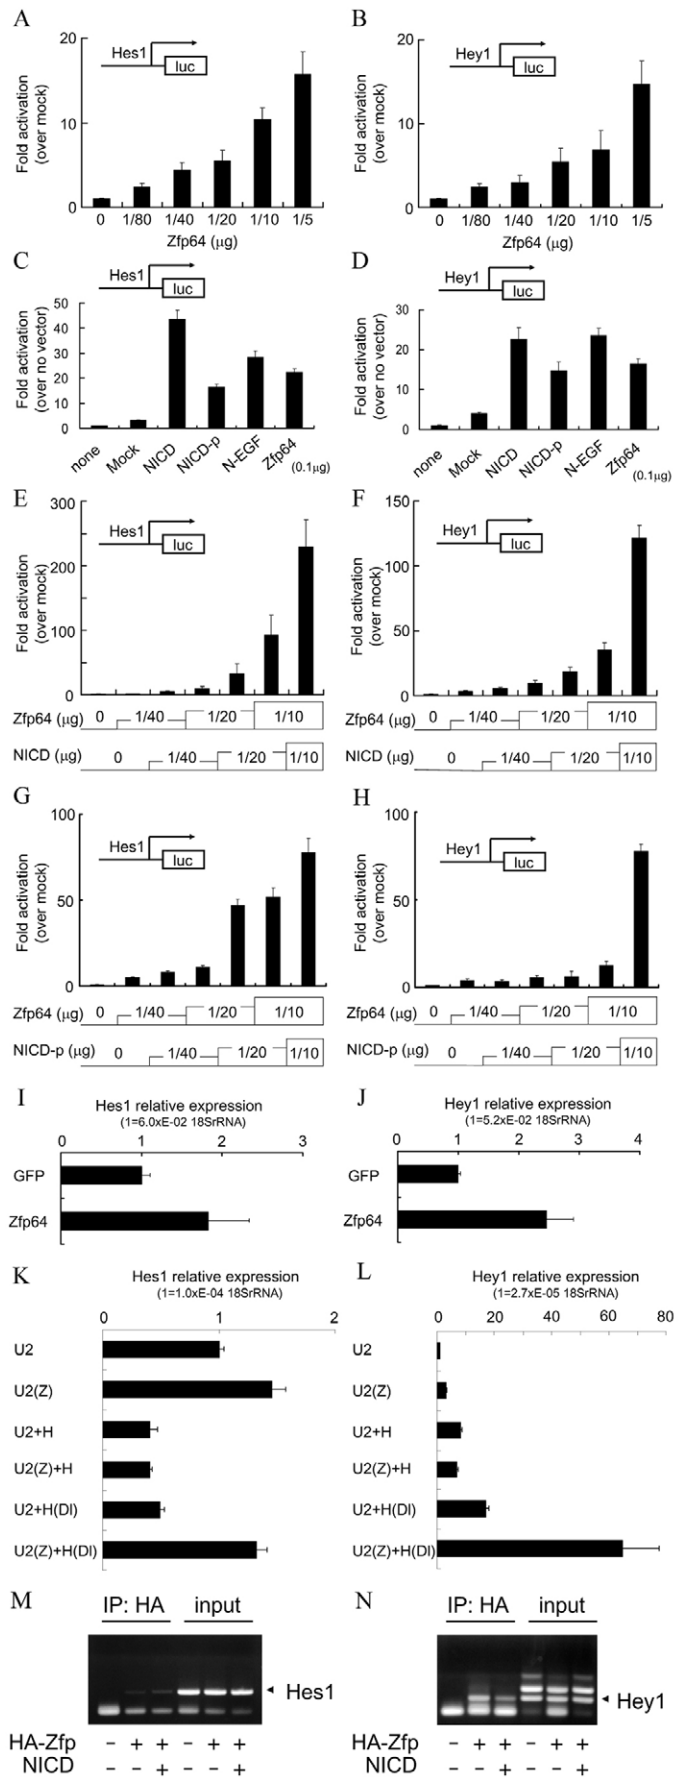 A
Hes1
luc
Fold activation
(over mock)
20
10
0
0 1/80 1/40 1/20 1/10 1/5
Zfp64 (µg)
B
Hey1
luc
Fold activation
(over mock)
20
10
0
0 1/80 1/40 1/20 1/10 1/5
Zfp64 (µg)
C
Hes1
luc
Fold activation
(over no vector)
50
40
30
20
10
0
none Mock NICD NICD-p N-EGF Zfp64
(0.1µg)
D
Hey1
luc
Fold activation
(over no vector)
30
20
10
0
none Mock NICD NICD-p N-EGF Zfp64
(0.1µg)
E
Hes1
luc
Fold activation
(over mock)
300
200
100
0
Zfp64 (µg) 0 1/40 1/20 1/10
NICD (µg) 0 1/40 1/20 1/10
F
Hey1
luc
Fold activation
(over mock)
150
100
50
0
Zfp64 (µg) 0 1/40 1/20 1/10
NICD (µg) 0 1/40 1/20 1/10
G
Hes1
luc
Fold activation
(over mock)
100
50
0
Zfp64 (µg) 0 1/40 1/20 1/10
NICD-p (µg) 0 1/40 1/20 1/10
H
Hey1
luc
Fold activation
(over mock)
100
50
0
Zfp64 (µg) 0 1/40 1/20 1/10
NICD-p (µg) 0 1/40 1/20 1/10
I
Hes1 relative expression
(1=6.0xE-02 18SrRNA)
0 1 2 3
GFP
Zfp64
J
Hey1 relative expression
(1=5.2xE-02 18SrRNA)
0 1 2 3 4
GFP
Zfp64
K
Hes1 relative expression
(1=1.0xE-04 18SrRNA)
0 1 2
U2
U2(Z)
U2+H
U2(Z)+H
U2+H(Dl)
U2(Z)+H(Dl)
L
Hey1 relative expression
(1=2.7xE-05 18SrRNA)
0 20 40 60 80
U2
U2(Z)
U2+H
U2(Z)+H
U2+H(Dl)
U2(Z)+H(Dl)
M
IP: HA input
Hes1
HA-Zfp − + + − + +
NICD − − + − − +
N
IP: HA input
Hey1
HA-Zfp − + + − + +
NICD − − + − − +